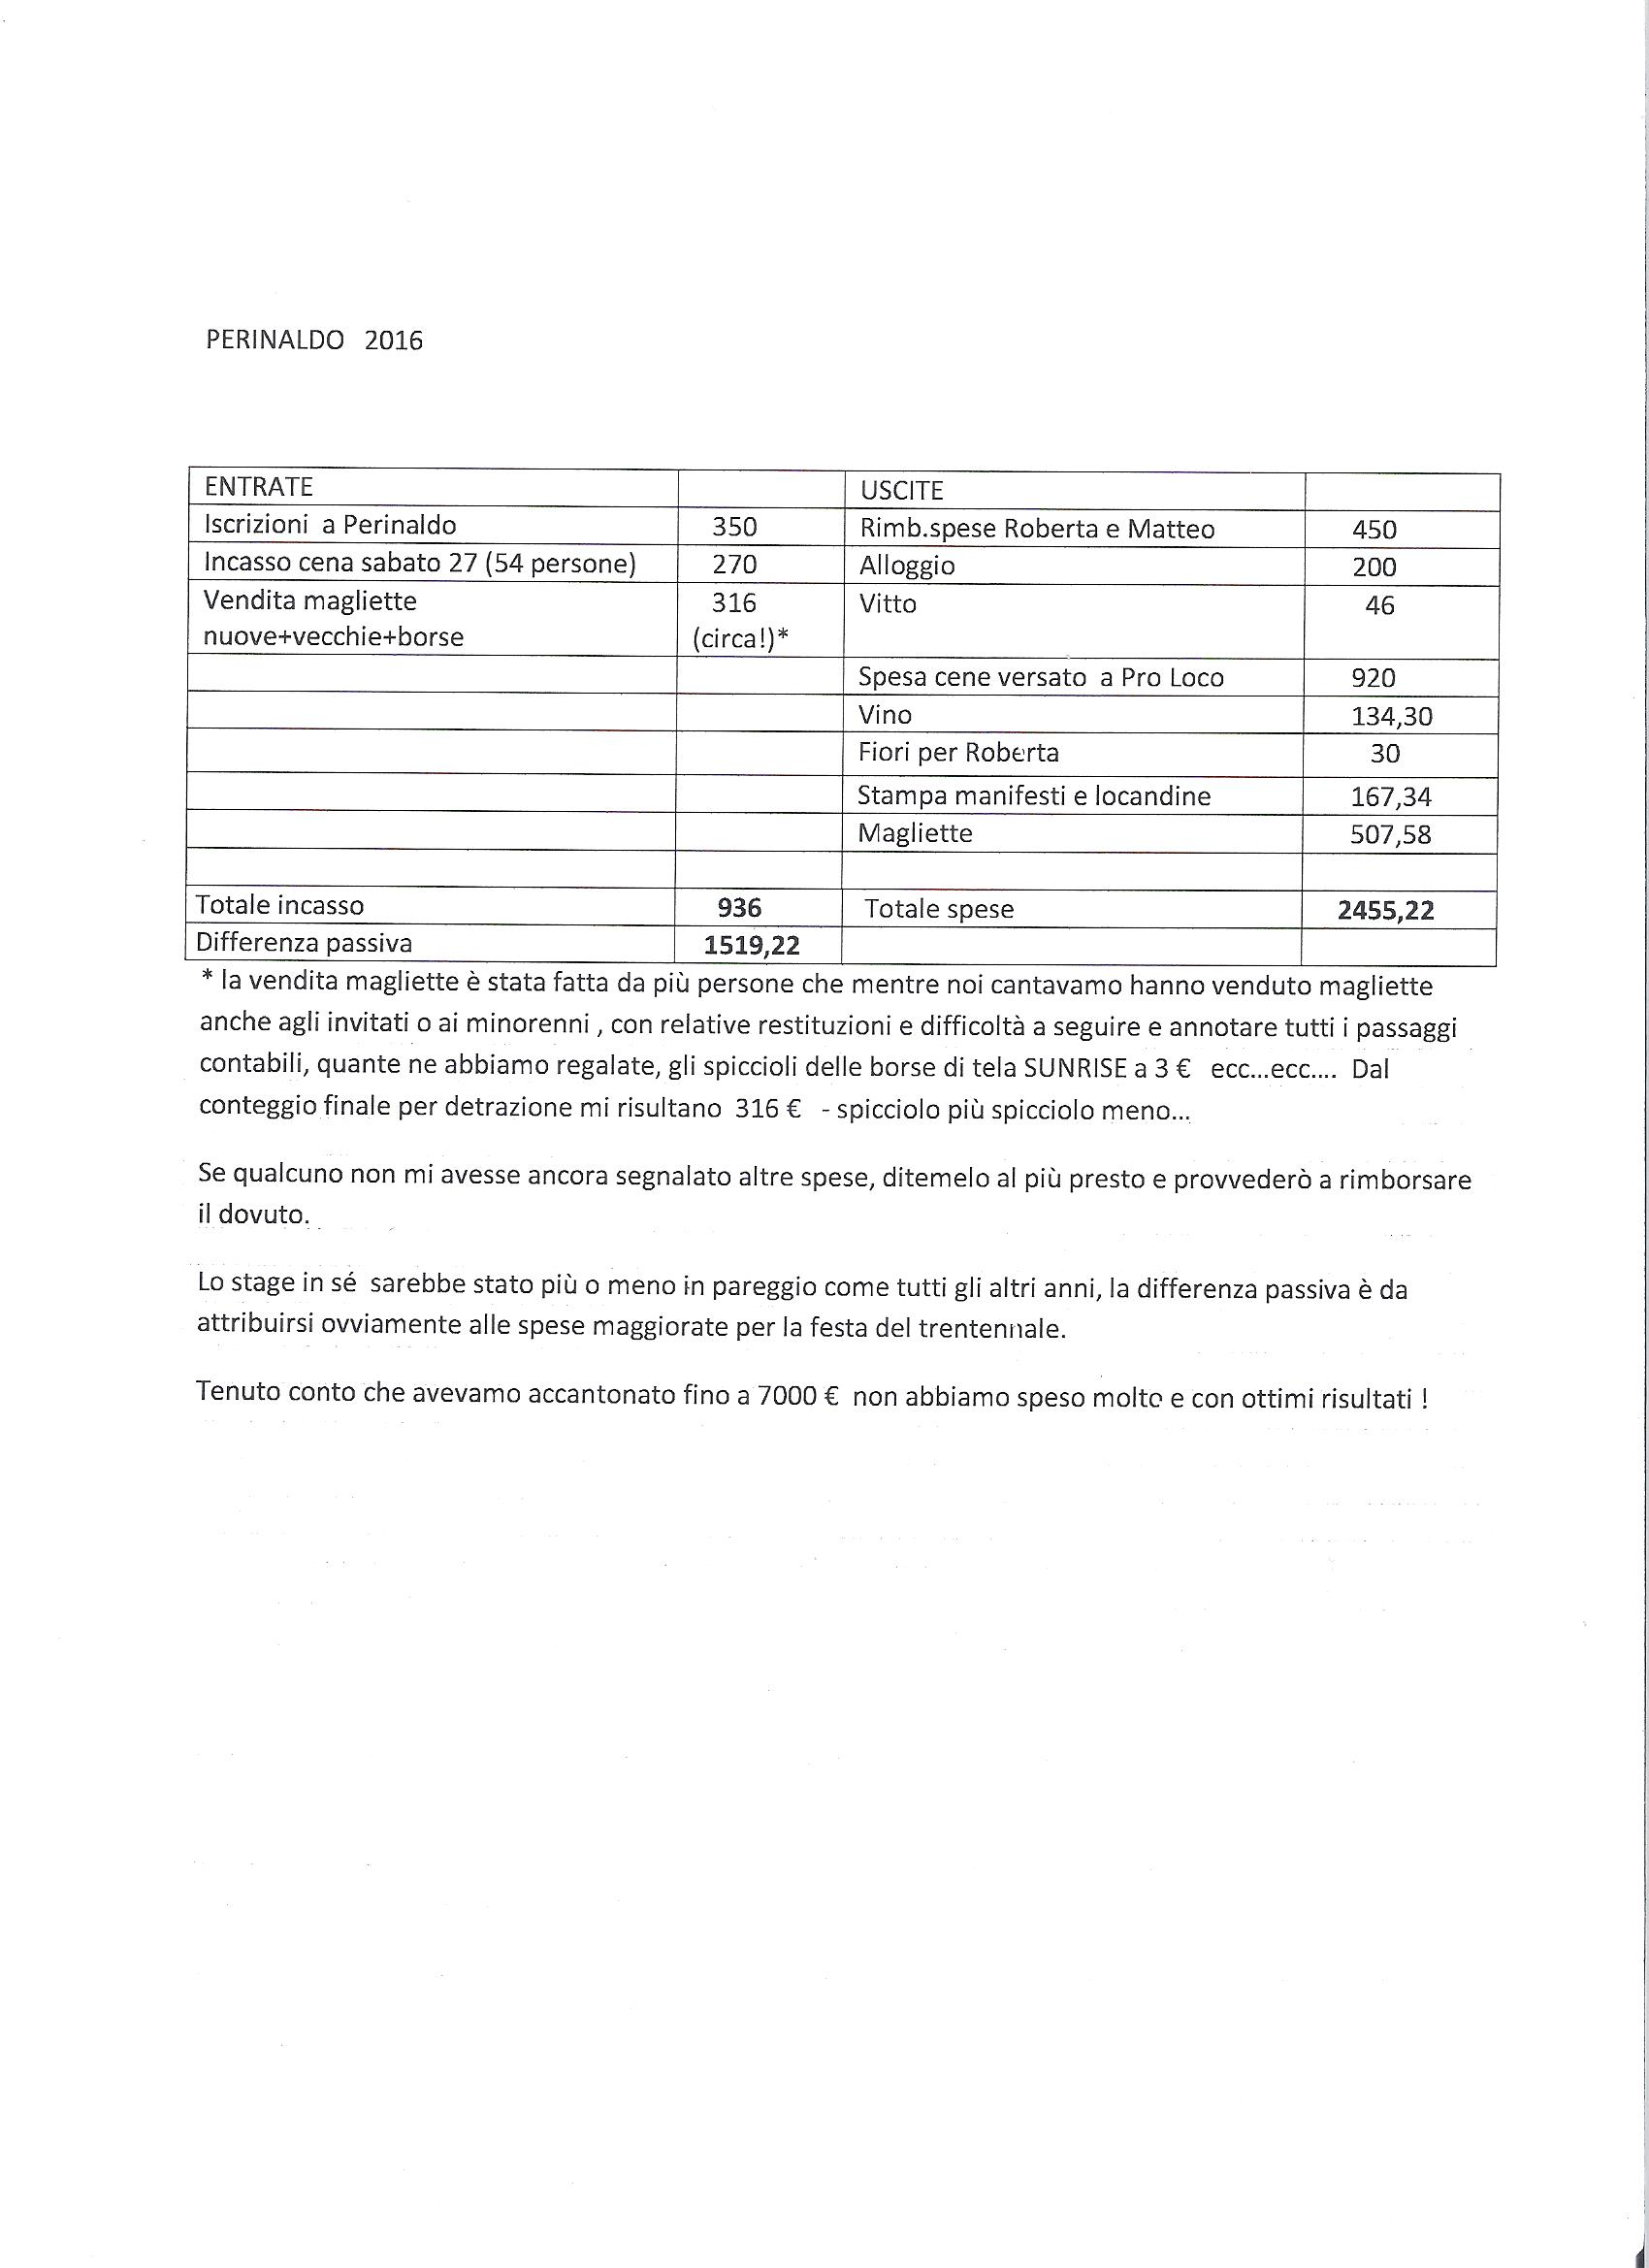 PERINALDO 2016
ENTRATE USCITE
Iscrizioni a Perinaldo 350 Rimb.spese Roberta e Matteo 450
Incasso cena sabato 27 (54 persone) 270 Alloggio 200
Vendita magliette 316 Vitto 46
nuove+vecchie+borse (circa!)*
Spesa cene versato a Pro Loco 920
Vino 134,30
Fiori per Roberta 30
Stampa manifesti e locandine 167,34
Magliette 507,58
Totale incasso 936 Totale spese 2455,22
Differenza passiva 1519,22
* la vendita magliette è stata fatta da più persone che mentre noi cantavamo hanno venduto magliette
anche agli invitati o ai minorenni , con relative restituzioni e difficoltà a seguire e annotare tutti i passaggi
contabili, quante ne abbiamo regalate, gli spiccioli delle borse di tela SUNRISE a 3 € ecc...ecc.... Dal
conteggio finale per detrazione mi risultano 316 € - spicciolo più spicciolo meno...
Se qualcuno non mi avesse ancora segnalato altre spese, ditemelo al più presto e provvederò a rimborsare
il dovuto.
Lo stage in sé sarebbe stato più o meno in pareggio come tutti gli altri anni, la differenza passiva è da
attribuirsi ovviamente alle spese maggiorate per la festa del trentennale.
Tenuto conto che avevamo accantonato fino a 7000 € non abbiamo speso molto e con ottimi risultati !